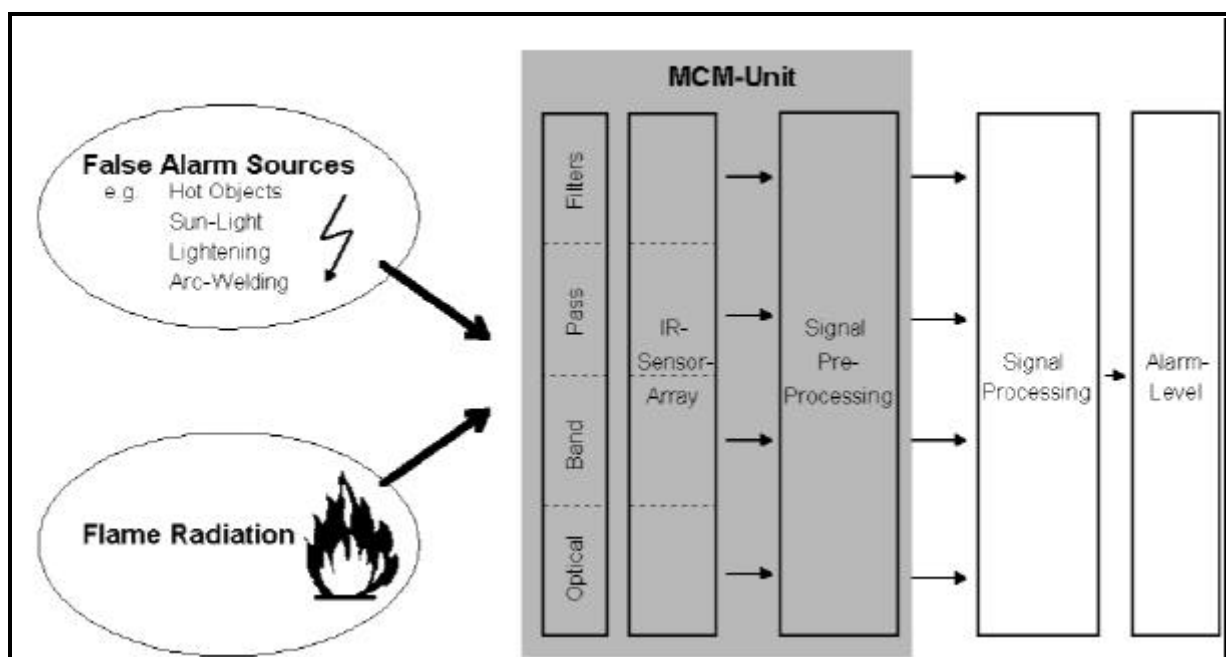 MCM-Unit
False Alarm Sources
e.g. Hot Objects
Sun-Light
Lightening
Arc-Welding
Flame Radiation
Optical Band Pass Filters
IR-
Sensor-
Array
Signal
Pre-
Processing
Signal
Processing
Alarm-
Level